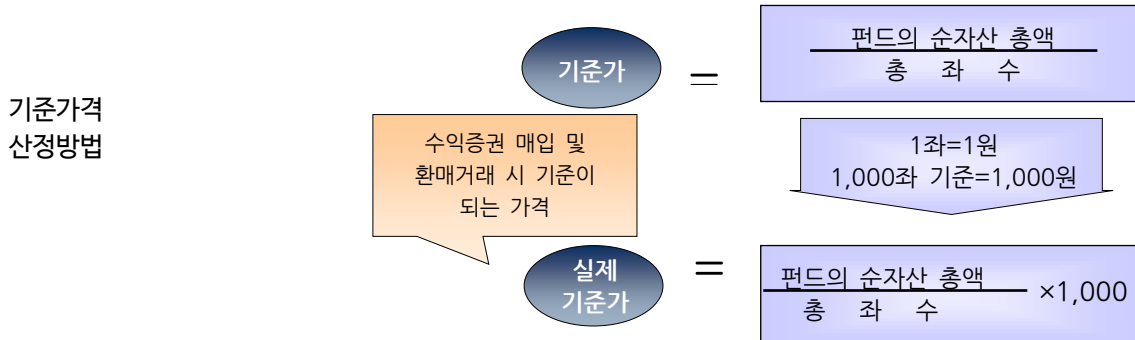 기준가격
산정방법
기준가
=
펀드의 순자산 총액
총 좌 수
수익증권 매입 및
환매거래 시 기준이
되는 가격
1좌=1원
1,000좌 기준=1,000원
실제
기준가
=
펀드의 순자산 총액
총 좌 수
×1,000